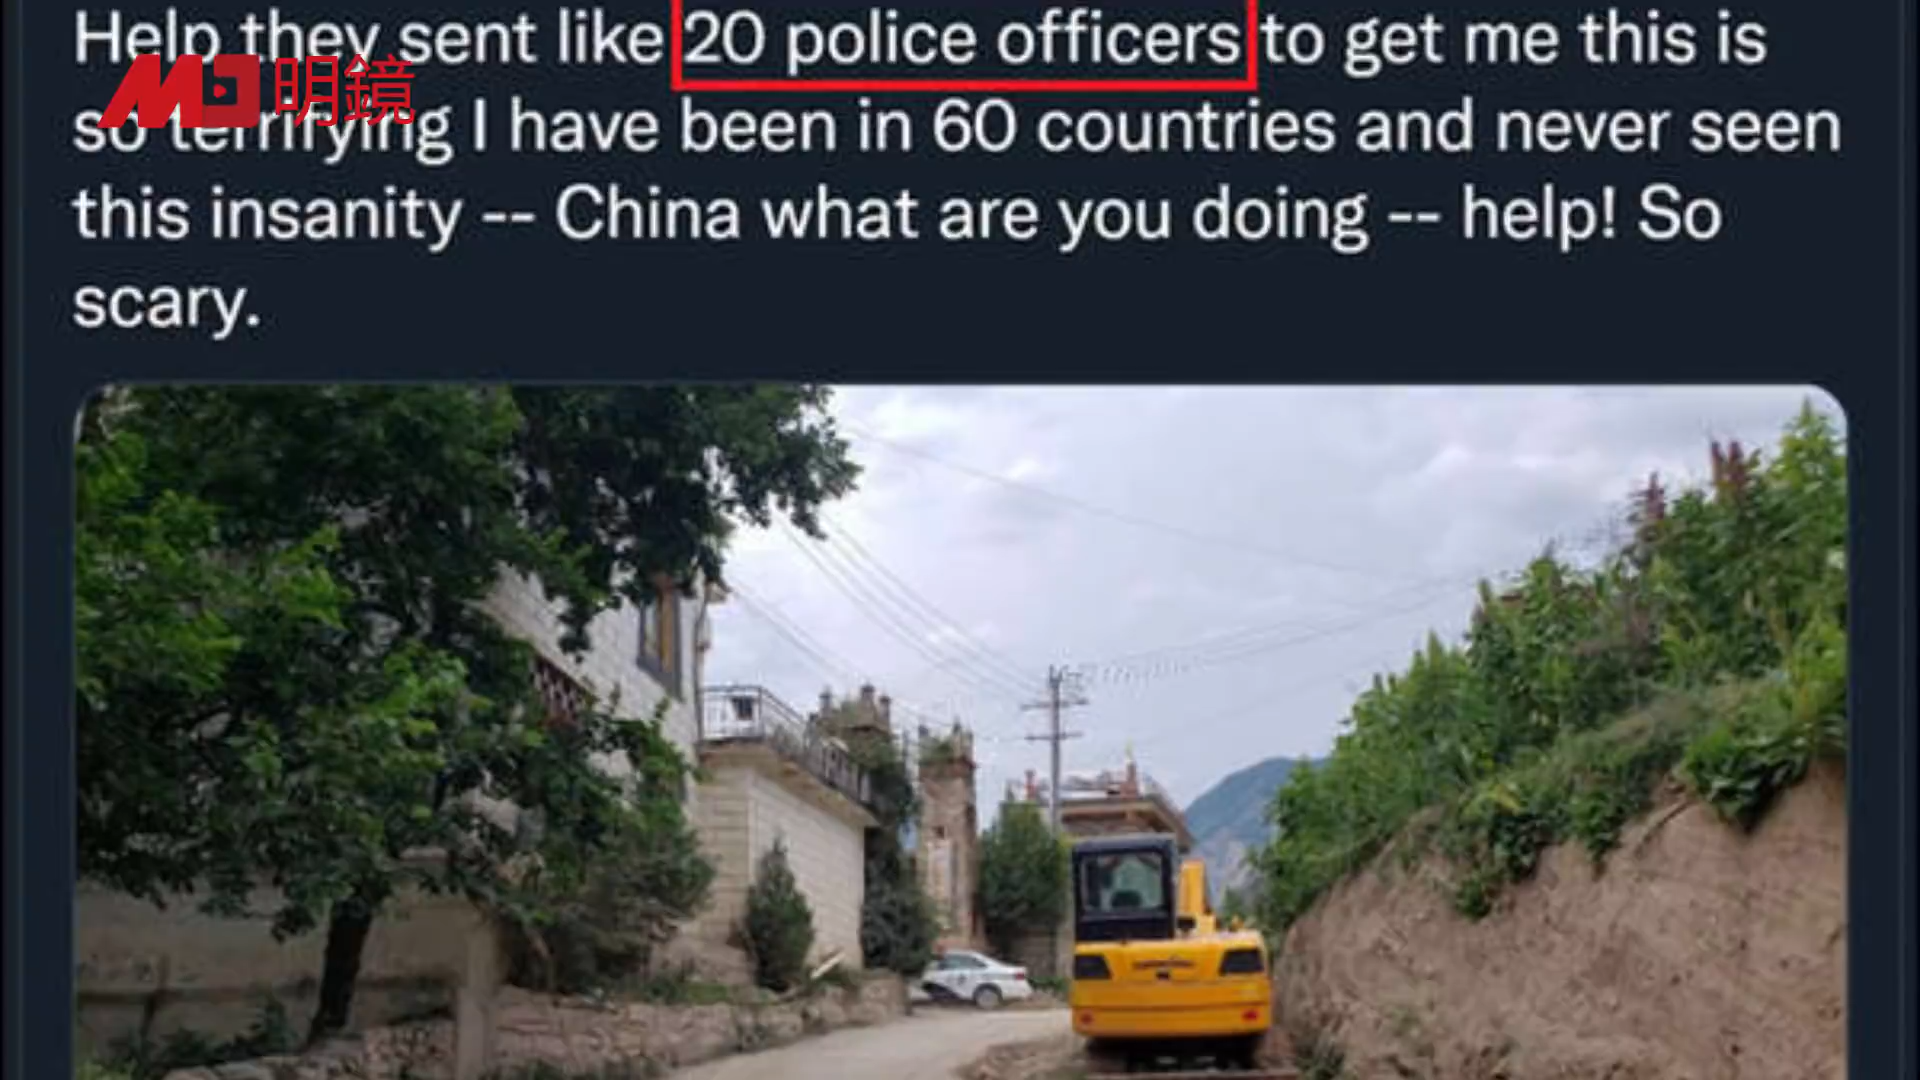 Help they sent like 20 police officers to get me this is
明鏡
so terrifying I have been in 60 countries and never seen
this insanity -- China what are you doing -- help! So
scary.